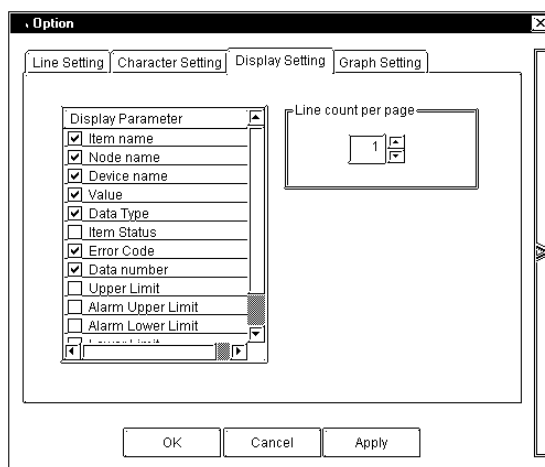 Option
Line Setting Character Setting Display Setting Graph Setting
Display Parameter
Item name
Node name
Device name
Value
Data Type
Item Status
Error Code
Data number
Upper Limit
Alarm Upper Limit
Alarm Lower Limit
Lower Limit
Line count per page
1
OK Cancel Apply